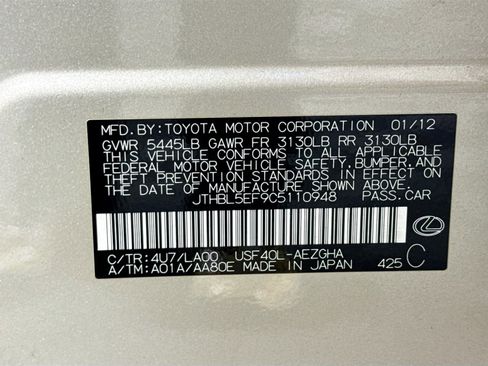 MFD.BY:TOYOTA MOTOR CORPORATION 01/12
GVWR 5445LB GAWR FR 3130LB RR 3130LB
THIS VEHICLE CONFORMS TO ALL APPLICABLE
FEDERAL MOTOR VEHICLE SAFETY,BUMPER,AND
THEFT PREVENTION STANDARDS IN EFFECT ON
THE DATE OF MANUFACTURE SHOWN ABOVE.
JTHBL5EF9C5110948 PASS.CAR
C/TR:4U7/LA00 USF40L-AEZGHA
A/TM:A01A/AA80E MADE IN JAPAN 425 C